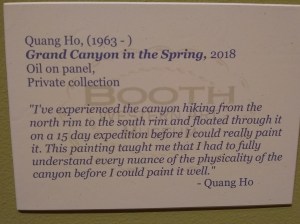 Quang Ho, (1963 - )
Grand Canyon in the Spring, 2018
Oil on panel,
Private collection
BOOTH
"I've experienced the canyon hiking from the
north rim to the south rim and floated through it
on a 15 day expedition before I could really paint
it. This painting taught me that I had to fully
understand every nuance of the physicality of the
canyon before I could paint it well."
- Quang Ho